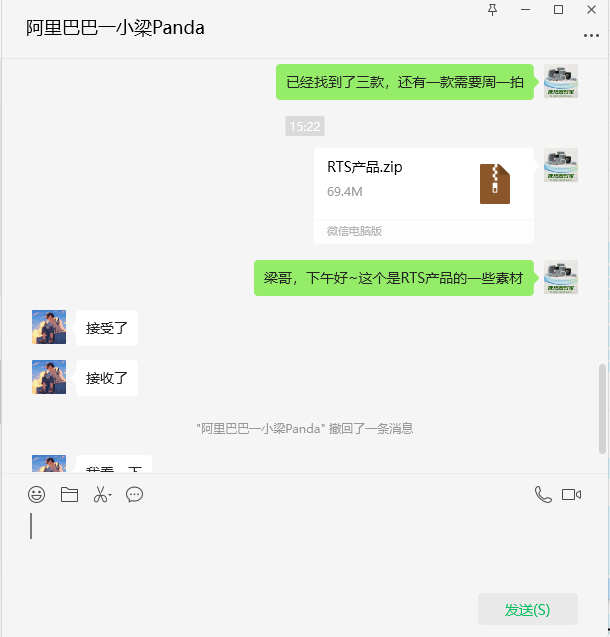 阿里巴巴一小梁Panda
已经找到了三款，还有一款需要周一拍
15:22
RTS产品.zip
69.4M
微信电脑版
梁哥，下午好~这个是RTS产品的一些素材
接受了
接收了
"阿里巴巴一小梁Panda" 撤回了一条消息
我看一下
发送(S)